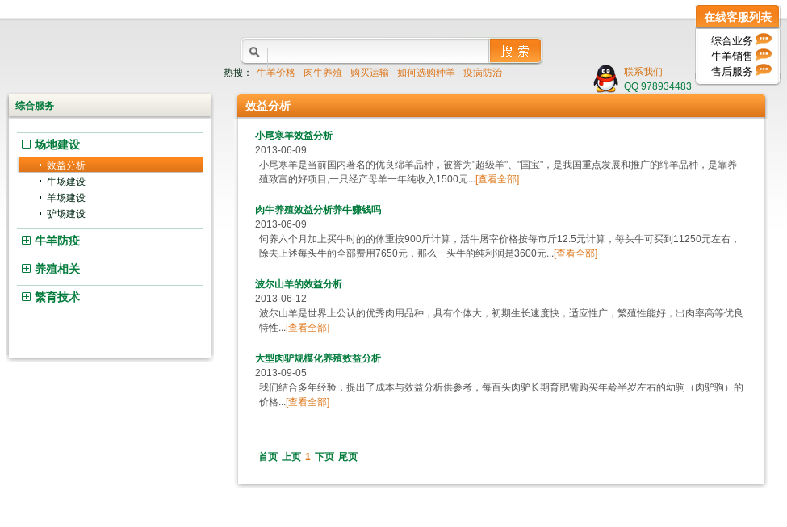 在线客服列表
综合业务
牛羊销售
售后服务
搜索
热搜： 牛羊价格 肉牛养殖 购买运输 如何选购种羊 疫病防治
联系我们
QQ 978934483
综合服务
场地建设
效益分析
牛场建设
羊场建设
驴场建设
牛羊防疫
养殖相关
繁育技术
效益分析
小尾寒羊效益分析
2013-06-09
小尾寒羊是当前国内著名的优良绵羊品种，被誉为“超级羊”、“国宝”，是我国重点发展和推广的绵羊品种，是靠养
殖致富的好项目,一只经产母羊一年纯收入1500元...[查看全部]
肉牛养殖效益分析养牛赚钱吗
2013-06-09
饲养六个月加上买牛时的的体重按900斤计算，活牛屠宰价格按每市斤12.5元计算，每头牛可买到11250元左右，
除去上述每头牛的全部费用7650元，那么一头牛的纯利润是3600元...[查看全部]
波尔山羊的效益分析
2013-06-12
波尔山羊是世界上公认的优秀肉用品种，具有个体大，初期生长速度快，适应性广，繁殖性能好，出肉率高等优良
特性...[查看全部]
大型肉驴规模化养殖效益分析
2013-09-05
我们结合多年经验，提出了成本与效益分析供参考，每百头肉驴长期育肥需购买年龄半岁左右的幼驹（肉驴驹）的
价格...[查看全部]
首页 上页 1 下页 尾页